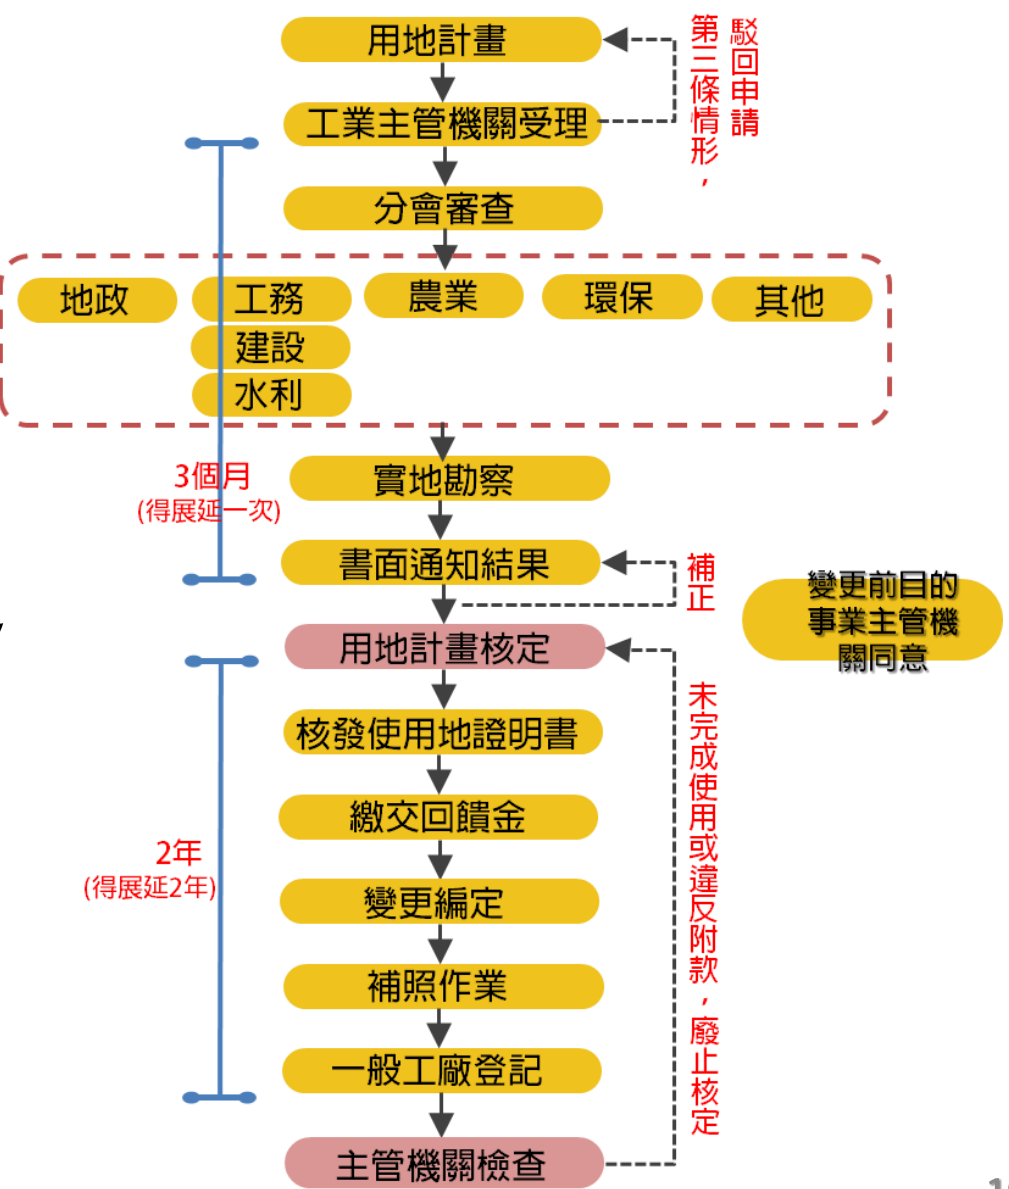 用地計畫
工業主管機關受理
駁回申請
第三條情形，
分會審查
地政
工務
農業
環保
其他
建設
水利
3個月
(得展延一次)
實地勘察
書面通知結果
補正
變更前目的
事業主管機
關同意
用地計畫核定
核發使用地證明書
未完成使用或違反附款，廢止核定
繳交回饋金
2年
(得展延2年)
變更編定
補照作業
一般工廠登記
主管機關檢查